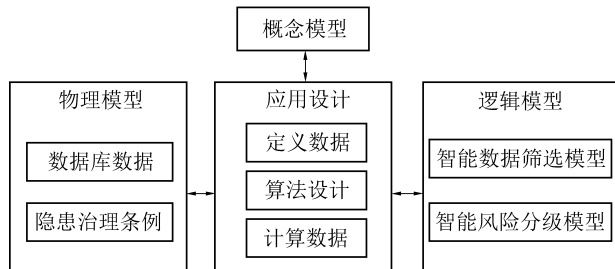 概念模型
物理模型
数据库数据
隐患治理条例
应用设计
定义数据
算法设计
计算数据
逻辑模型
智能数据筛选模型
智能风险分级模型